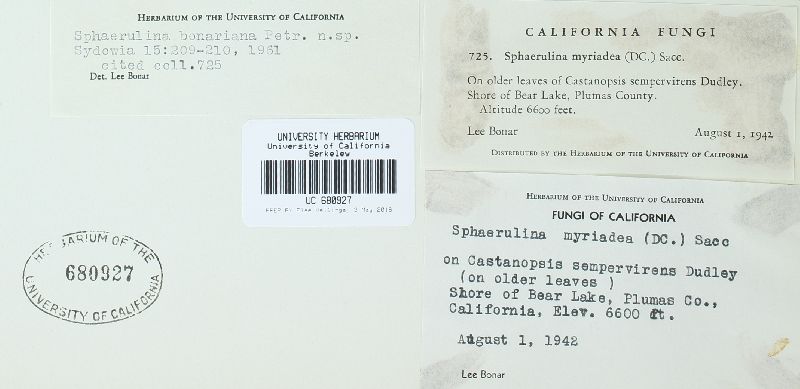 HERBARIUM OF THE UNIVERSITY OF CALIFORNIA
Sphaerulina bonariana Petr. n.sp.
Sydowia 15:209-210, 1961
cited coll.725
Det. Lee Bonar
CALIFORNIA FUNGI
725. Sphaerulina myriadea (DC.) Sacc.
On older leaves of Castanopsis sempervirens Dudley.
Shore of Bear Lake, Plumas County.
Altitude 6600 feet.
Lee Bonar August 1, 1942
DISTRIBUTED BY THE HERBARIUM OF THE UNIVERSITY OF CALIFORNIA
UNIVERSITY HERBARIUM
University of California
Berkeley
UC 680927
HERBARIUM OF THE
680927
UNIVERSITY OF CALIFORNIA
HERBARIUM OF THE UNIVERSITY OF CALIFORNIA
FUNGI OF CALIFORNIA
Sphaerulina myriadea (DC.) Sacc
on Castanopsis sempervirens Dudley
(on older leaves )
Shore of Bear Lake, Plumas Co.,
California, Elev. 6600 ft.
August 1, 1942
Lee Bonar